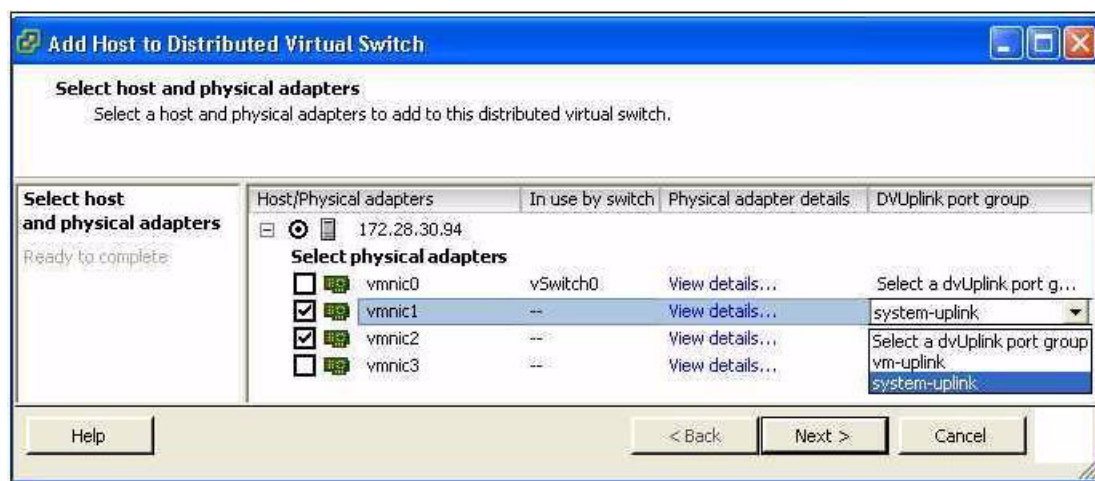 Add Host to Distributed Virtual Switch
Select host and physical adapters
Select a host and physical adapters to add to this distributed virtual switch.
Select host
and physical adapters
Ready to complete
Host/Physical adapters In use by switch Physical adapter details DVUplink port group
172.28.30.94
Select physical adapters
vmnic0 vSwitch0 View details... Select a dvUplink port g...
vmnic1 -- View details... system-uplink
vmnic2 -- View details... Select a dvUplink port group
vmnic3 -- View details... vm-uplink
system-uplink
Help < Back Next > Cancel